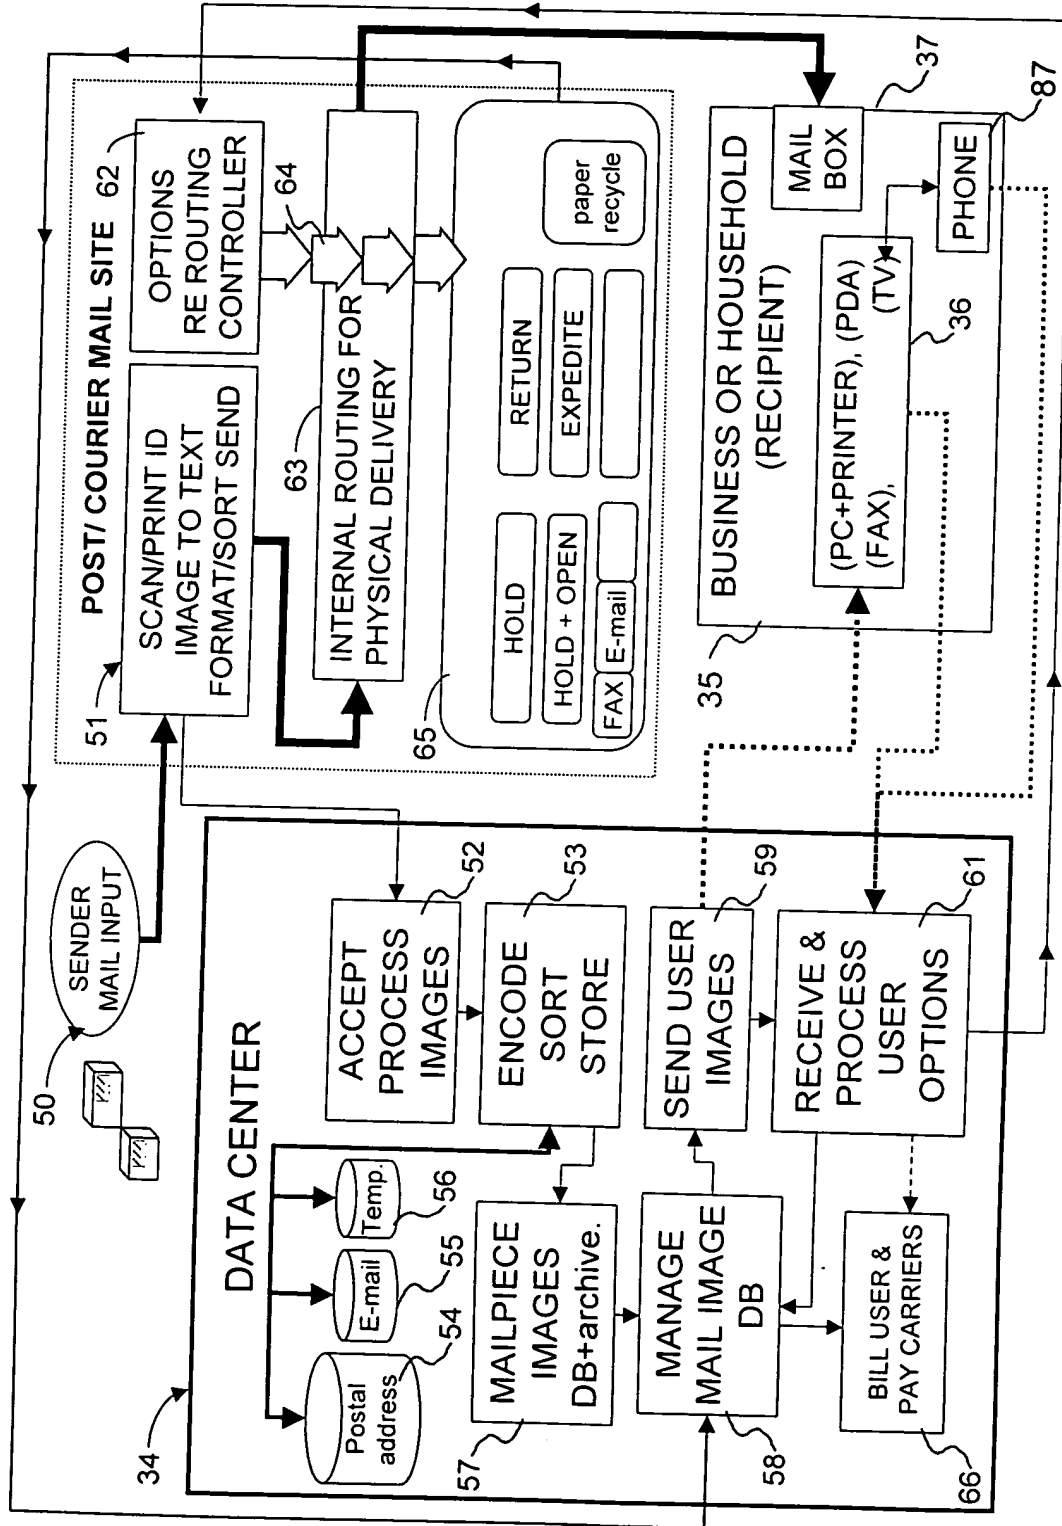 50
SENDER
MAIL INPUT
POST/ COURIER MAIL SITE
51
SCAN/PRINT ID
IMAGE TO TEXT
FORMAT/SORT SEND
62
OPTIONS
RE ROUTING
CONTROLLER
63
64
INTERNAL ROUTING FOR
PHYSICAL DELIVERY
65
HOLD
RETURN
HOLD + OPEN
EXPEDITE
FAX
E-mail
paper
recycle
34
DATA CENTER
Postal
address
54
E-mail
55
Temp.
56
ACCEPT
PROCESS
IMAGES
52
ENCODE
SORT
STORE
53
MAILPIECE
IMAGES
DB+archive.
57
MANAGE
MAIL IMAGE
DB
58
SEND USER
IMAGES
59
RECEIVE &
PROCESS
USER
OPTIONS
61
BILL USER &
PAY CARRIERS
66
35
BUSINESS OR HOUSEHOLD
(RECIPIENT)
MAIL
BOX
37
(PC+PRINTER), (PDA)
(FAX),
(TV)
36
PHONE
87